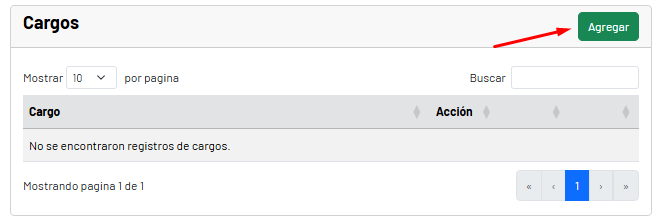 Cargos
Agregar
Mostrar 10 por pagina
Buscar
Cargo Acción
No se encontraron registros de cargos.
Mostrando pagina 1 de 1
« ‹ 1 › »